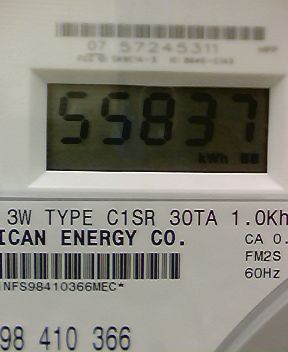 07 57245311
55837
kWh
3W TYPE C1SR 30TA 1.0Kh
ICAN ENERGY CO.
CA 0.
FM2S
60Hz
NFS98410366MEC*
98 410 366